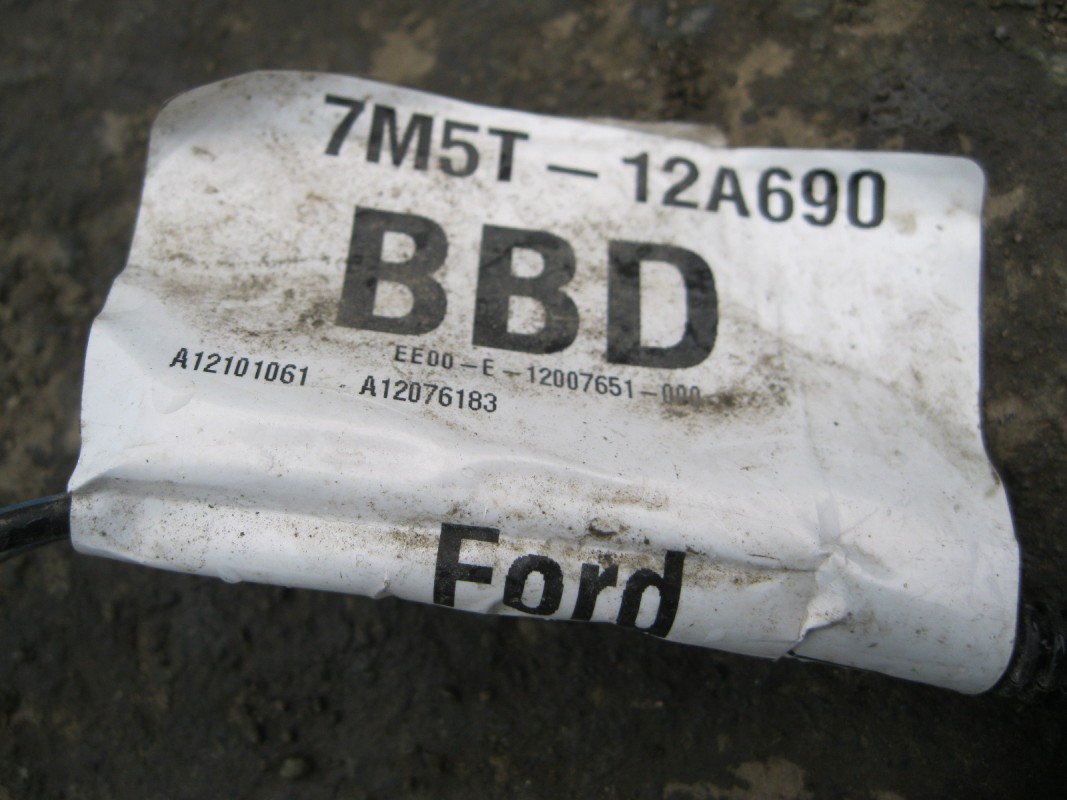 7M5T - 12A690
BBD
EE00-E-12007651-000
A12101061 A12076183
Ford